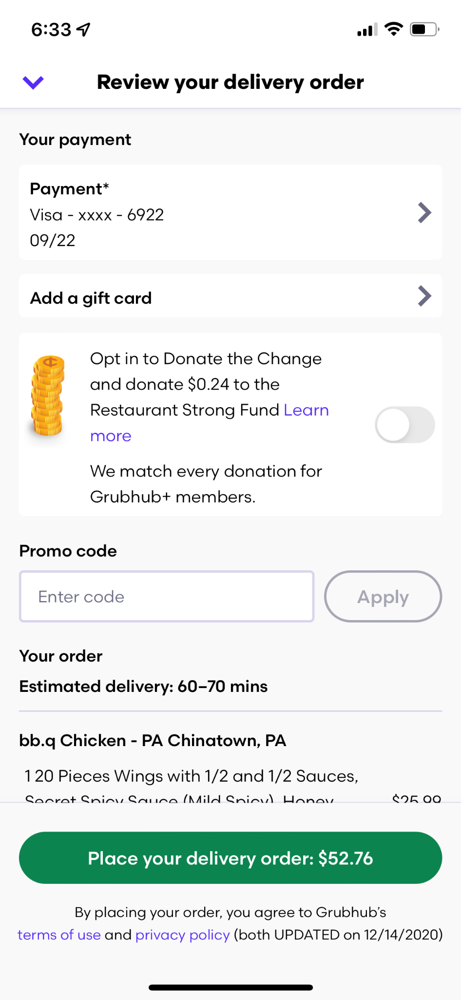 6:33
Review your delivery order
Your payment
Payment*
Visa - xxxx - 6922
09/22
Add a gift card
Opt in to Donate the Change
and donate $0.24 to the
Restaurant Strong Fund Learn
more
We match every donation for
Grubhub+ members.
Promo code
Enter code
Apply
Your order
Estimated delivery: 60–70 mins
bb.q Chicken - PA Chinatown, PA
1 20 Pieces Wings with 1/2 and 1/2 Sauces,
Secret Spicy Sauce (Mild Spicy), Honey $25.99
Place your delivery order: $52.76
By placing your order, you agree to Grubhub’s
terms of use and privacy policy (both UPDATED on 12/14/2020)